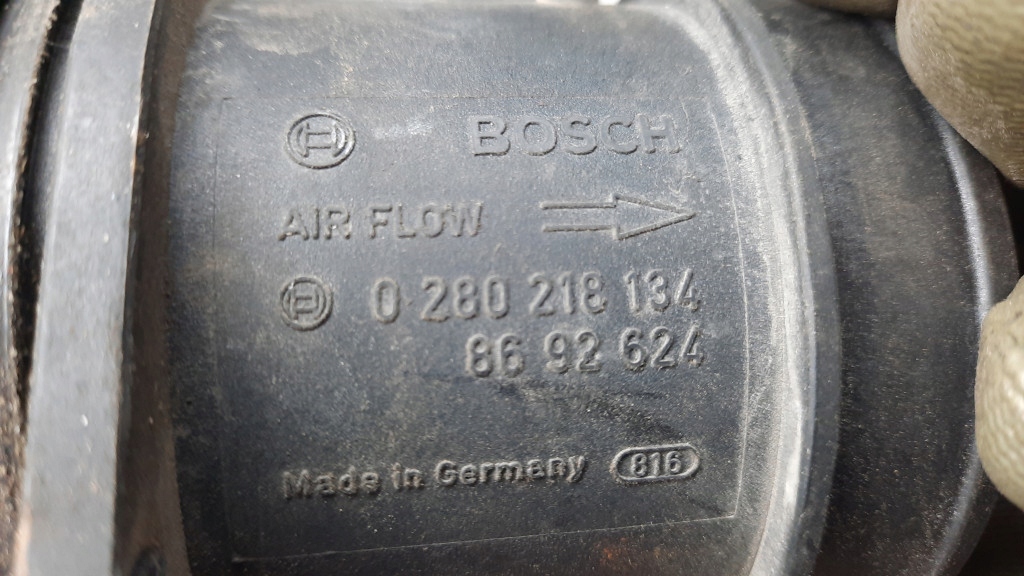 BOSCH
AIR FLOW
0 280 218 134
86 92 624
Made in Germany 816